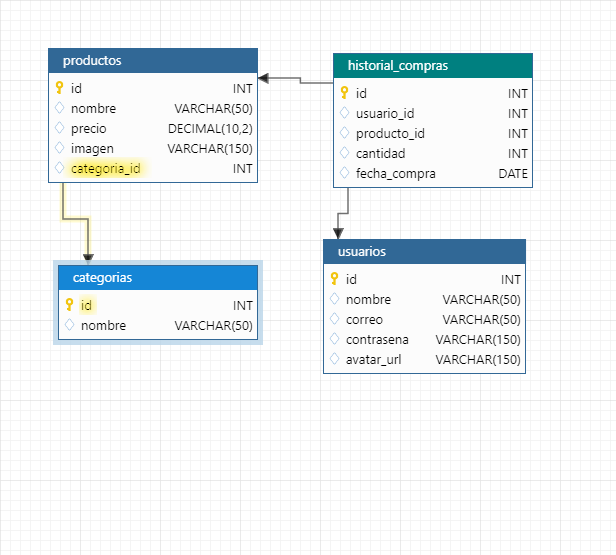 productos
id INT
nombre VARCHAR(50)
precio DECIMAL(10,2)
imagen VARCHAR(150)
categoria_id INT
historial_compras
id INT
usuario_id INT
producto_id INT
cantidad INT
fecha_compra DATE
categorias
id INT
nombre VARCHAR(50)
usuarios
id INT
nombre VARCHAR(50)
correo VARCHAR(50)
contrasena VARCHAR(150)
avatar_url VARCHAR(150)